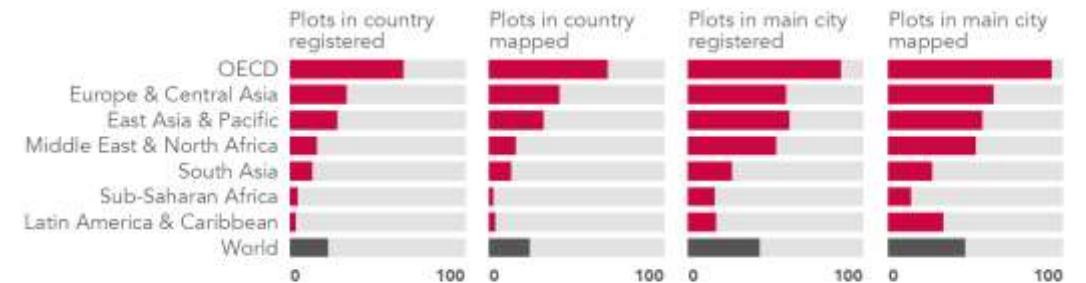 Plots in country
registered
Plots in country
mapped
Plots in main city
registered
Plots in main city
mapped
OECD
Europe & Central Asia
East Asia & Pacific
Middle East & North Africa
South Asia
Sub-Saharan Africa
Latin America & Caribbean
World
0 100 0 100 0 100 0 100